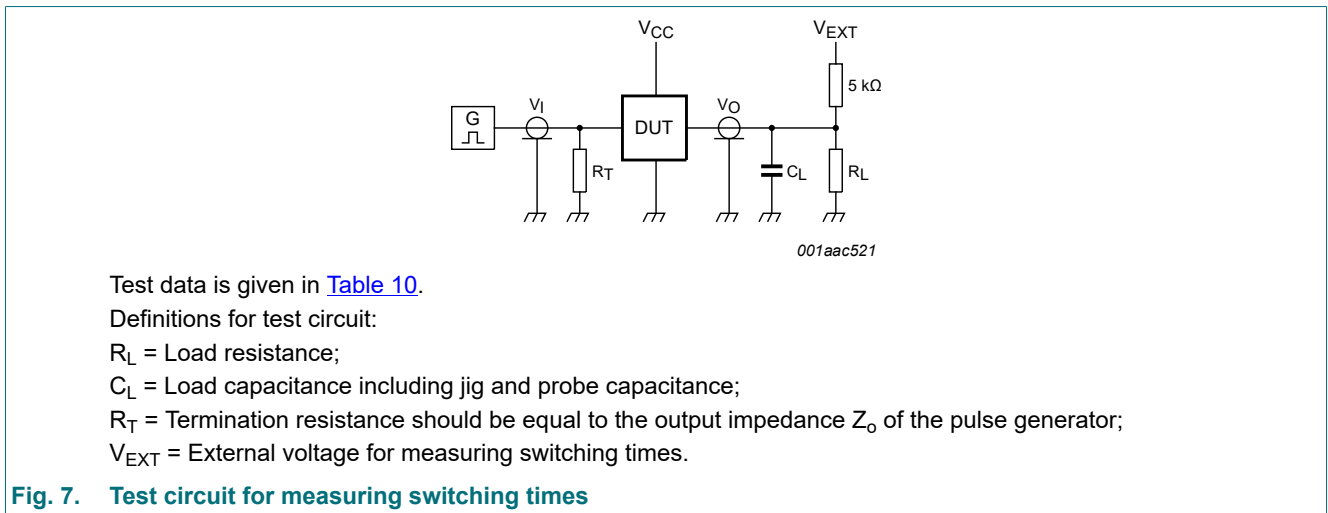 VCC
VEXT
5 kΩ
G
VI
DUT
VO
RT
CL
RL
001aac521
Test data is given in Table 10.
Definitions for test circuit:
RL = Load resistance;
CL = Load capacitance including jig and probe capacitance;
RT = Termination resistance should be equal to the output impedance Zo of the pulse generator;
VEXT = External voltage for measuring switching times.
Fig. 7. Test circuit for measuring switching times